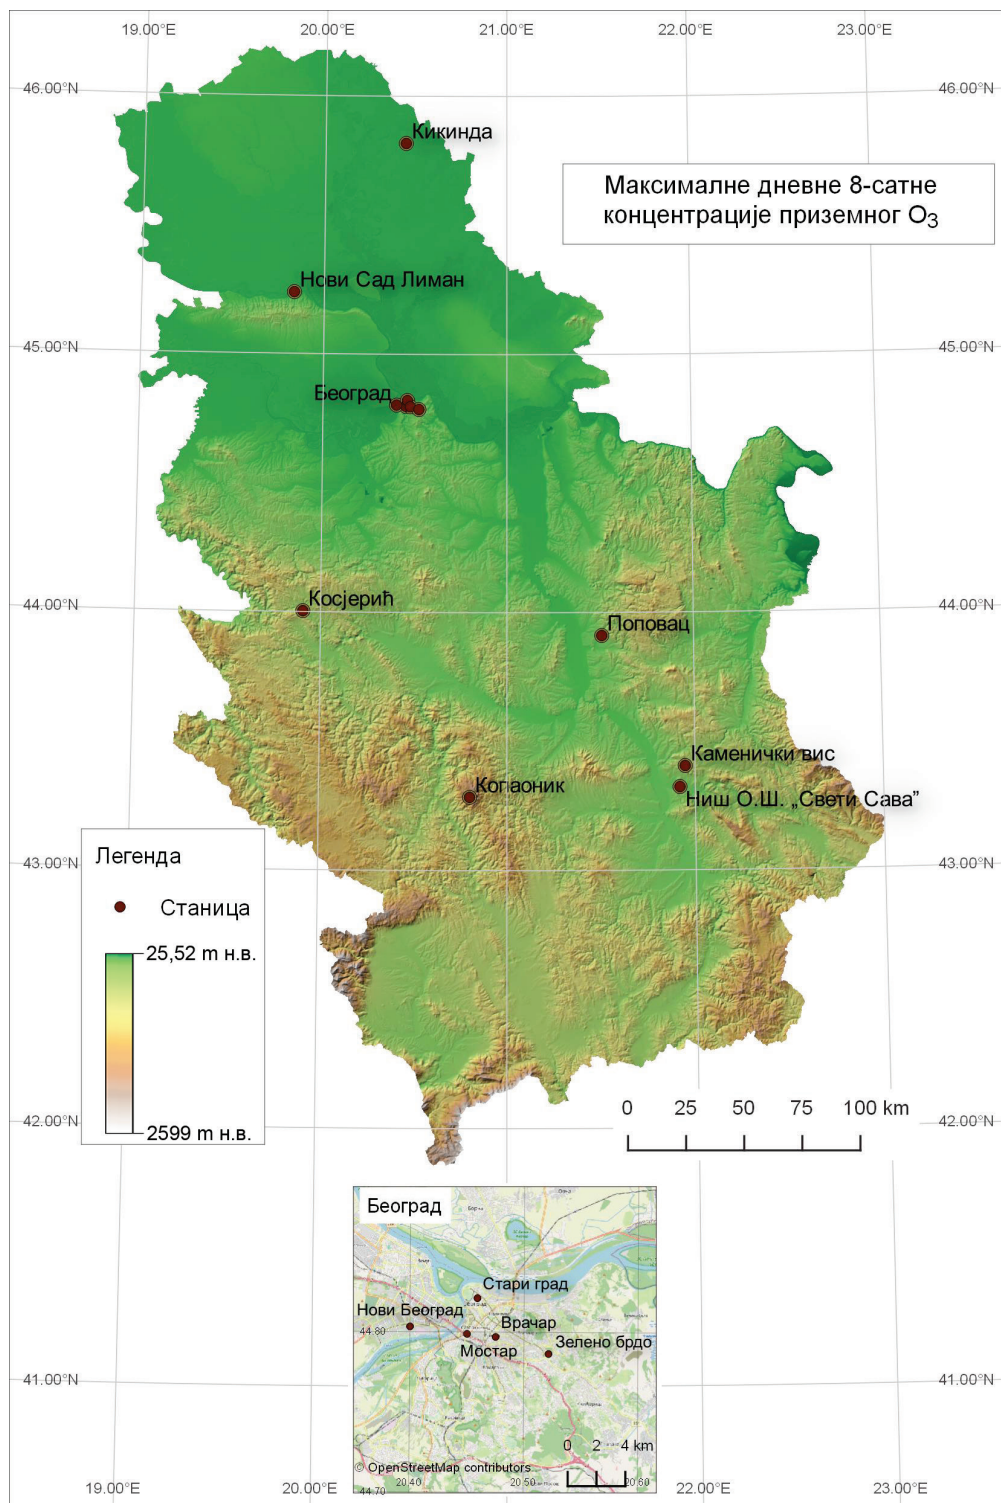 19.00°E 20.00°E 21.00°E 22.00°E 23.00°E
46.00°N 46.00°N
Кикинда
Максималне дневне 8-сатне
концентрације приземног O3
Нови Сад Лиман
45.00°N 45.00°N
Београд
44.00°N 44.00°N
Косјерић
Поповац
Каменички вис
Копаоник
Ниш О.Ш. „Свети Сава”
43.00°N 43.00°N
Легенда
Станица
25,52 m н.в.
2599 m н.в.
0 25 50 75 100 km
42.00°N 42.00°N
Београд
Стари град
Нови Београд
Врачар
44.80
Мостар
Зелено брдо
41.00°N 41.00°N
0 2 4 km
© OpenStreetMap contributors
20.40 20.50 20.60
44.70
19.00°E 20.00°E 21.00°E 22.00°E 23.00°E